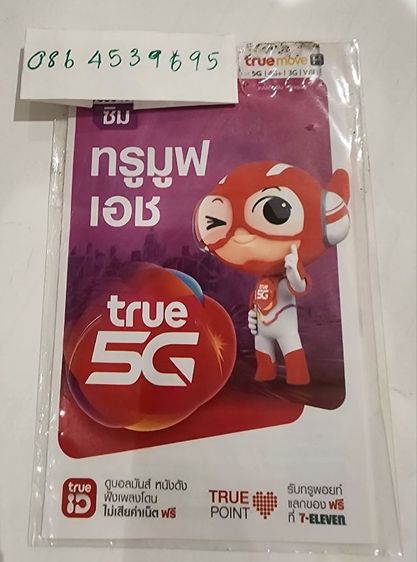 086 4539695
truemove H
5G | 4G+ | 3G | WiFi
ซิม
ทรูมูฟ
เอช
5G
true
5G
true
iD
ดูบอลมันส์ หนังดัง
ฟังเพลงโดน
ไม่เสียค่าเน็ต ฟรี
TRUE
POINT
รับทรูพอยท์
แลกของ ฟรี
ที่ 7-ELEVEN